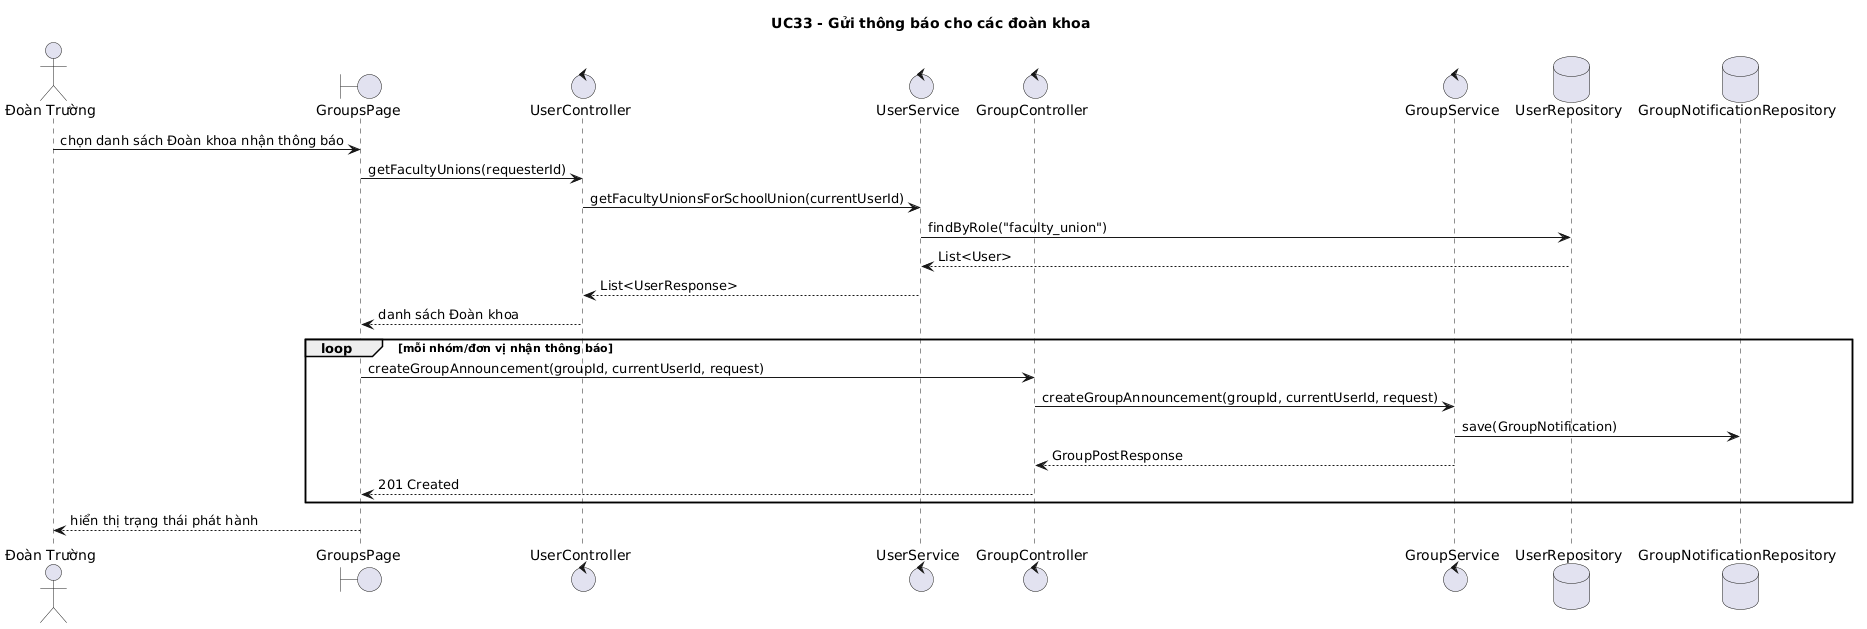 UC33 - Gửi thông báo cho các đoàn khoa
Đoàn Trường
GroupsPage
UserController
UserService
GroupController
GroupService
UserRepository
GroupNotificationRepository
chọn danh sách Đoàn khoa nhận thông báo
getFacultyUnions(requesterId)
getFacultyUnionsForSchoolUnion(currentUserId)
findByRole("faculty_union")
List<User>
List<UserResponse>
danh sách Đoàn khoa
loop [mỗi nhóm/đơn vị nhận thông báo]
createGroupAnnouncement(groupId, currentUserId, request)
createGroupAnnouncement(groupId, currentUserId, request)
save(GroupNotification)
GroupPostResponse
201 Created
hiển thị trạng thái phát hành
Đoàn Trường
GroupsPage
UserController
UserService
GroupController
GroupService
UserRepository
GroupNotificationRepository